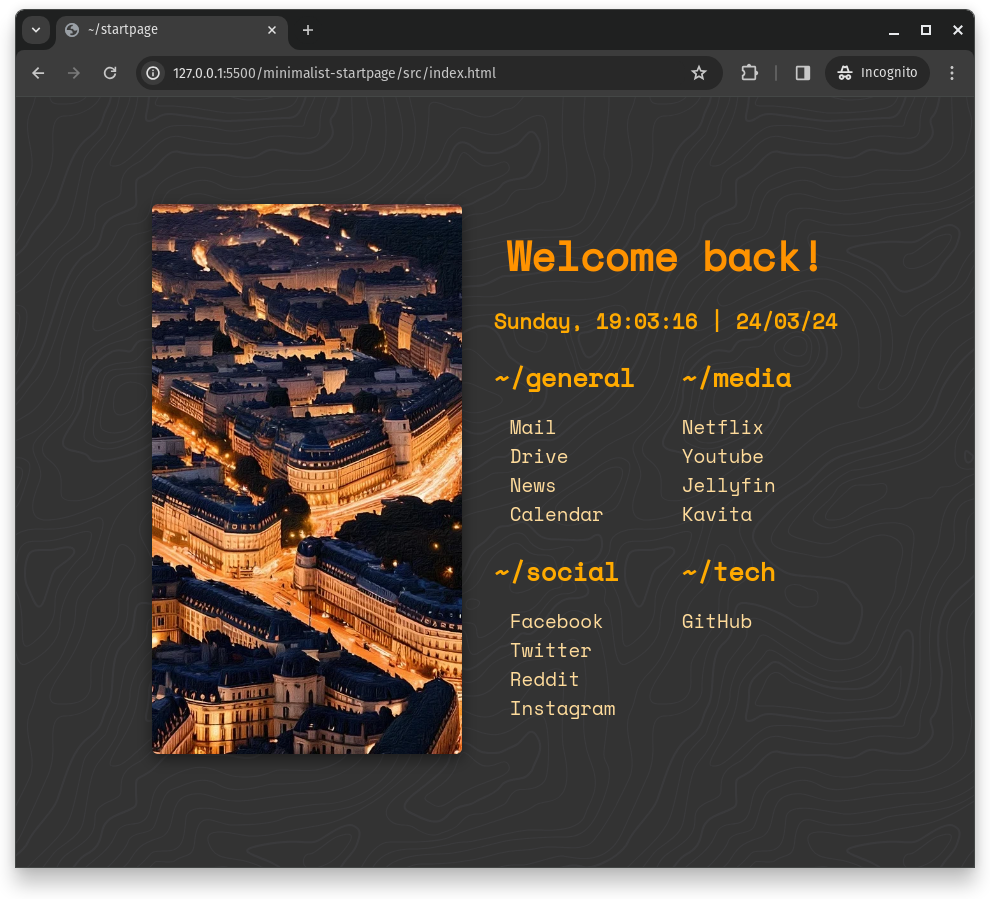 ~/startpage
127.0.0.1:5500/minimalist-startpage/src/index.html
Incognito
Welcome back!
Sunday, 19:03:16 | 24/03/24
~/general
Mail
Drive
News
Calendar
~/media
Netflix
Youtube
Jellyfin
Kavita
~/social
Facebook
Twitter
Reddit
Instagram
~/tech
GitHub